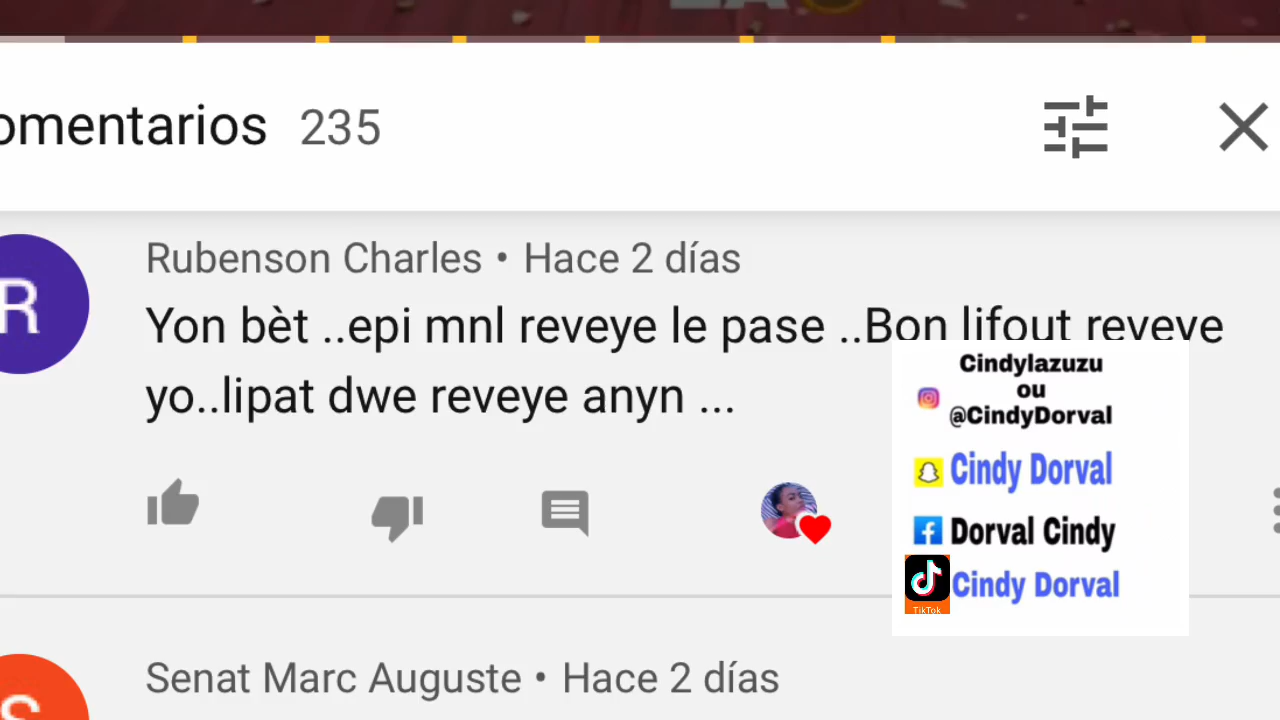 omentarios 235
R
Rubenson Charles • Hace 2 días
Yon bèt ..epi mnl reveye le pase ..Bon lifout reveye
yo..lipat dwe reveye anyn ...
Cindylazuzu
ou
@CindyDorval
Cindy Dorval
Dorval Cindy
Cindy Dorval
TikTok
Senat Marc Auguste • Hace 2 días
S